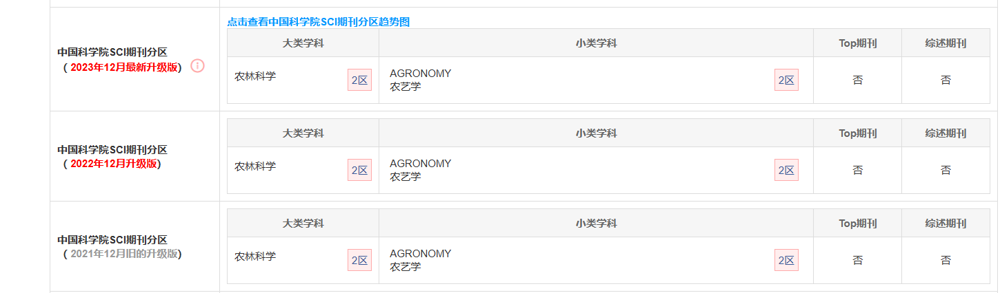 点击查看中国科学院SCI期刊分区趋势图
中国科学院SCI期刊分区
（ 2023年12月最新升级版)
大类学科 小类学科 Top期刊 综述期刊
农林科学 2区 AGRONOMY 2区 否 否
农艺学
中国科学院SCI期刊分区
（ 2022年12月升级版)
大类学科 小类学科 Top期刊 综述期刊
农林科学 2区 AGRONOMY 2区 否 否
农艺学
中国科学院SCI期刊分区
（ 2021年12月旧的升级版)
大类学科 小类学科 Top期刊 综述期刊
农林科学 2区 AGRONOMY 2区 否 否
农艺学